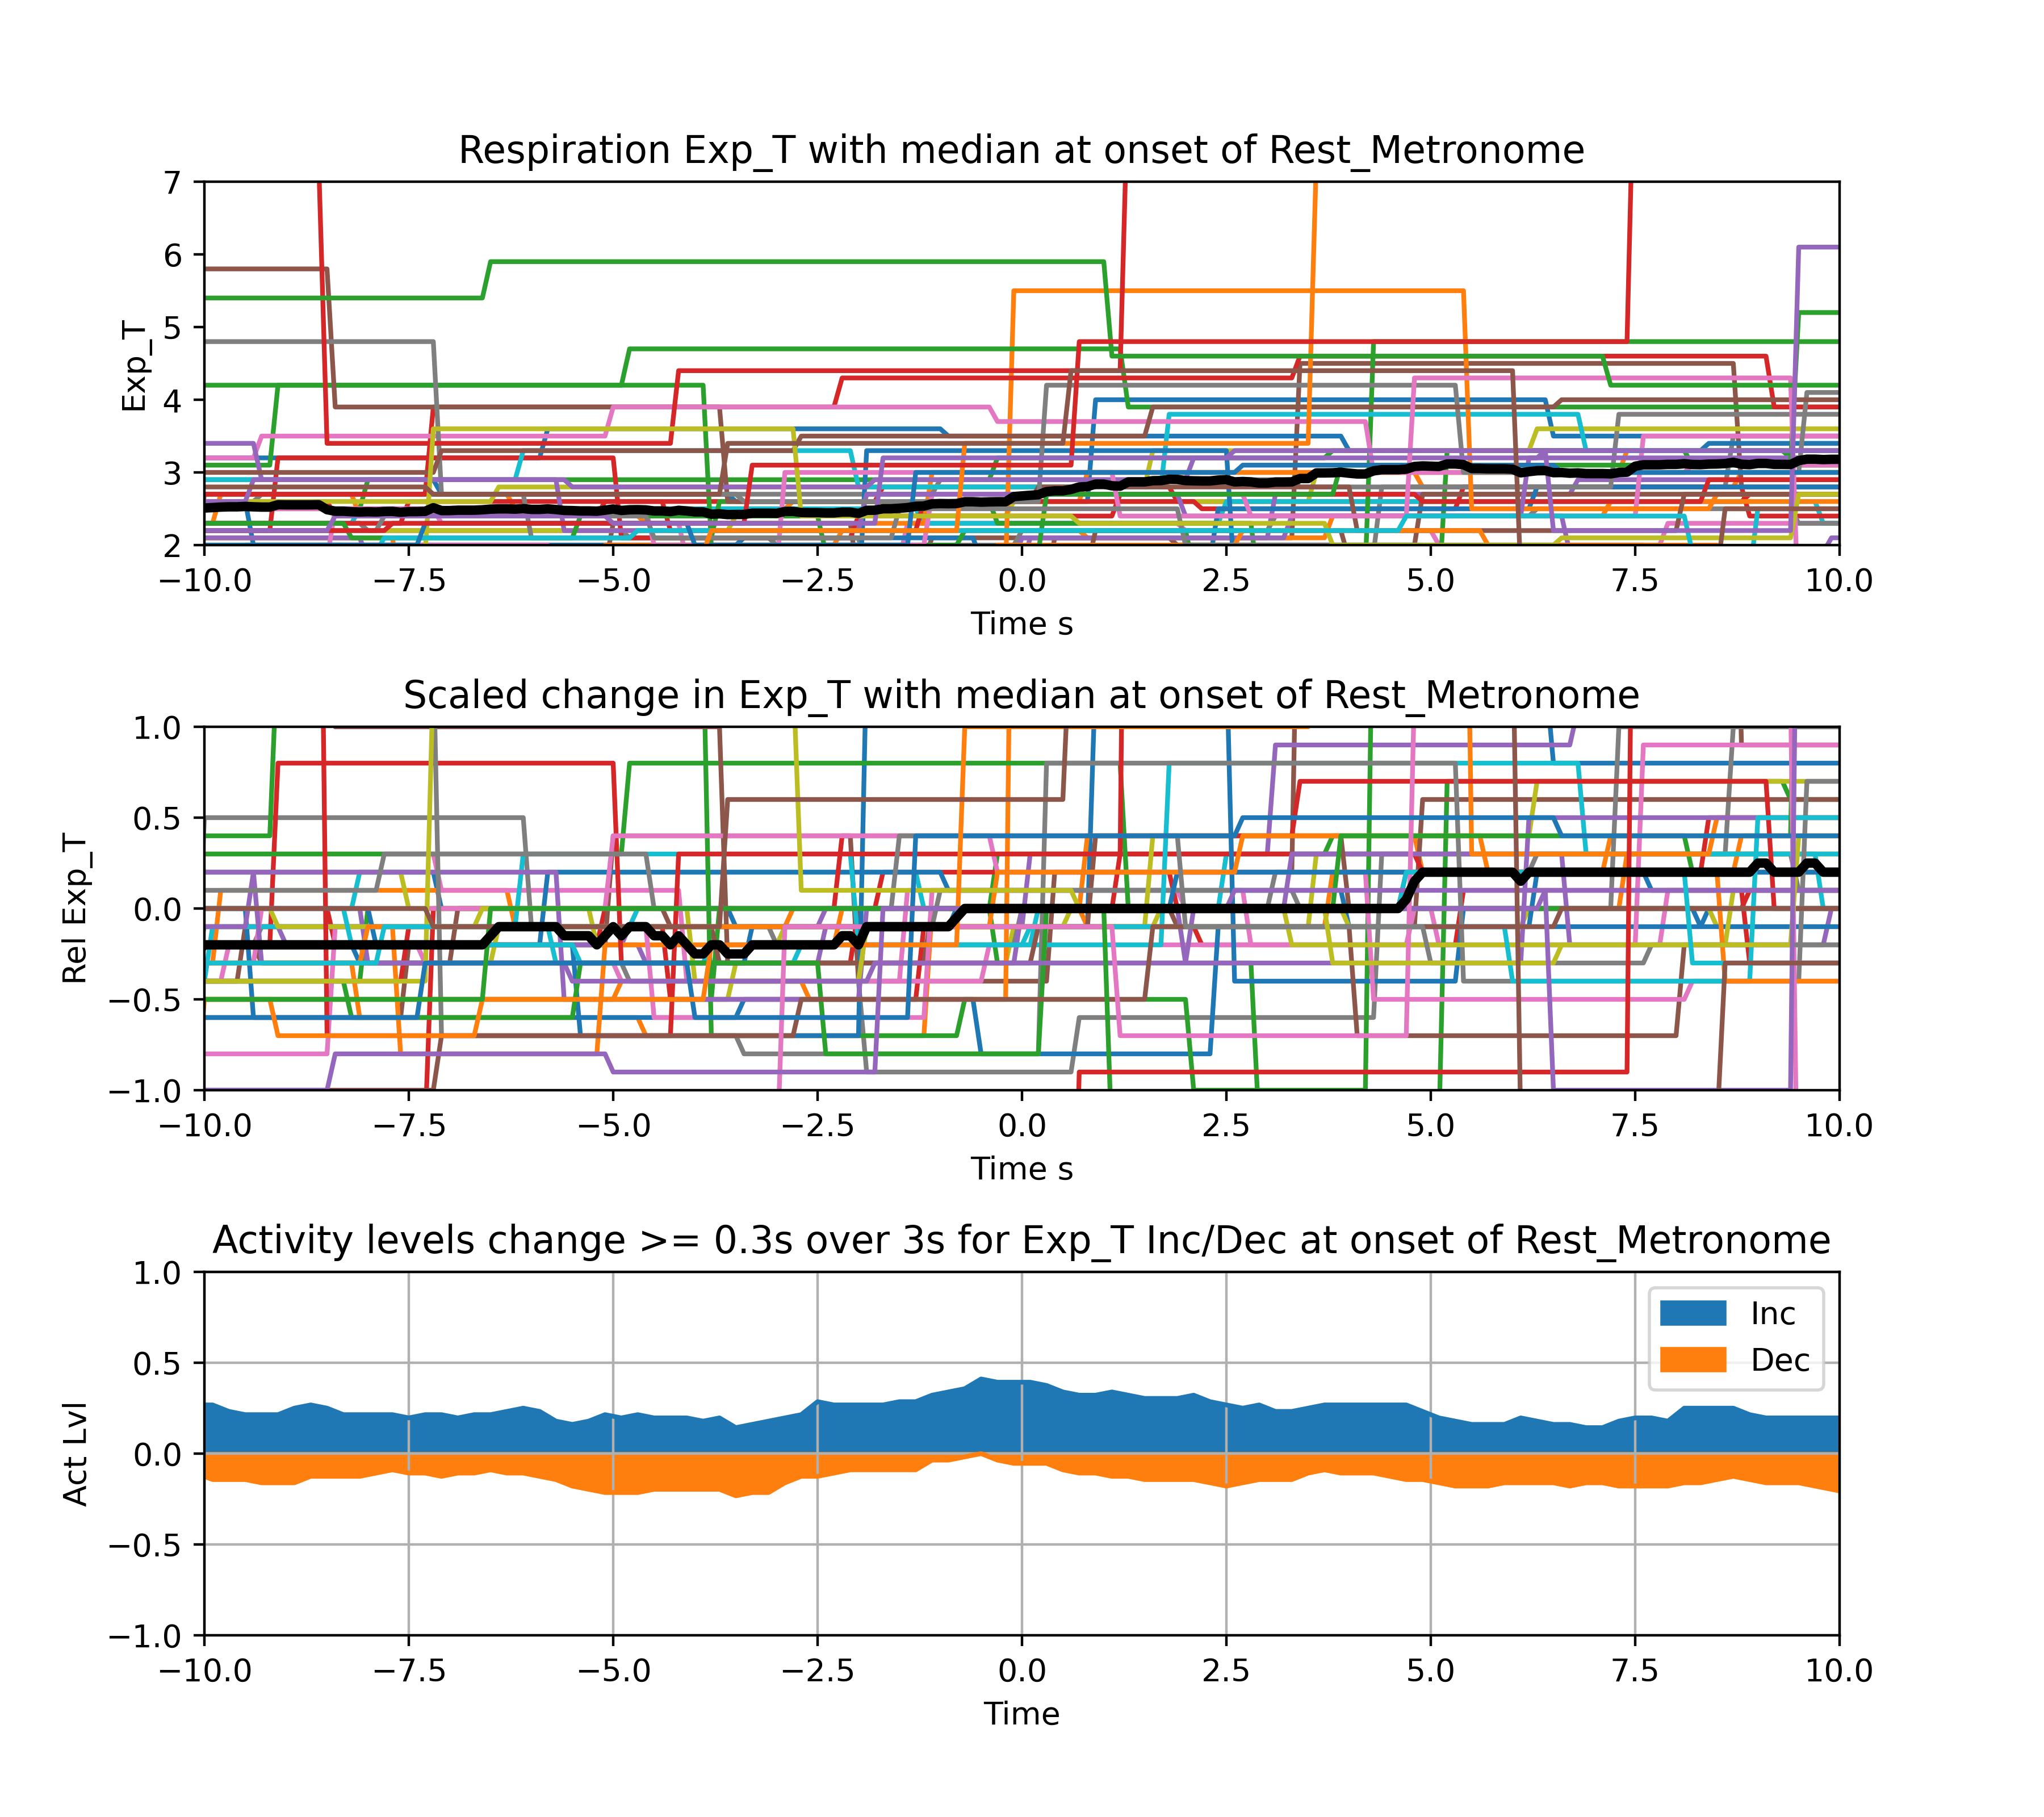 Respiration Exp_T with median at onset of Rest_Metronome
7
6
5
4
3
2
Exp_T
−10.0 −7.5 −5.0 −2.5 0.0 2.5 5.0 7.5 10.0
Time s
Scaled change in Exp_T with median at onset of Rest_Metronome
1.0
0.5
0.0
−0.5
−1.0
Rel Exp_T
−10.0 −7.5 −5.0 −2.5 0.0 2.5 5.0 7.5 10.0
Time s
Activity levels change >= 0.3s over 3s for Exp_T Inc/Dec at onset of Rest_Metronome
1.0
0.5
0.0
−0.5
−1.0
Act Lvl
Inc
Dec
−10.0 −7.5 −5.0 −2.5 0.0 2.5 5.0 7.5 10.0
Time